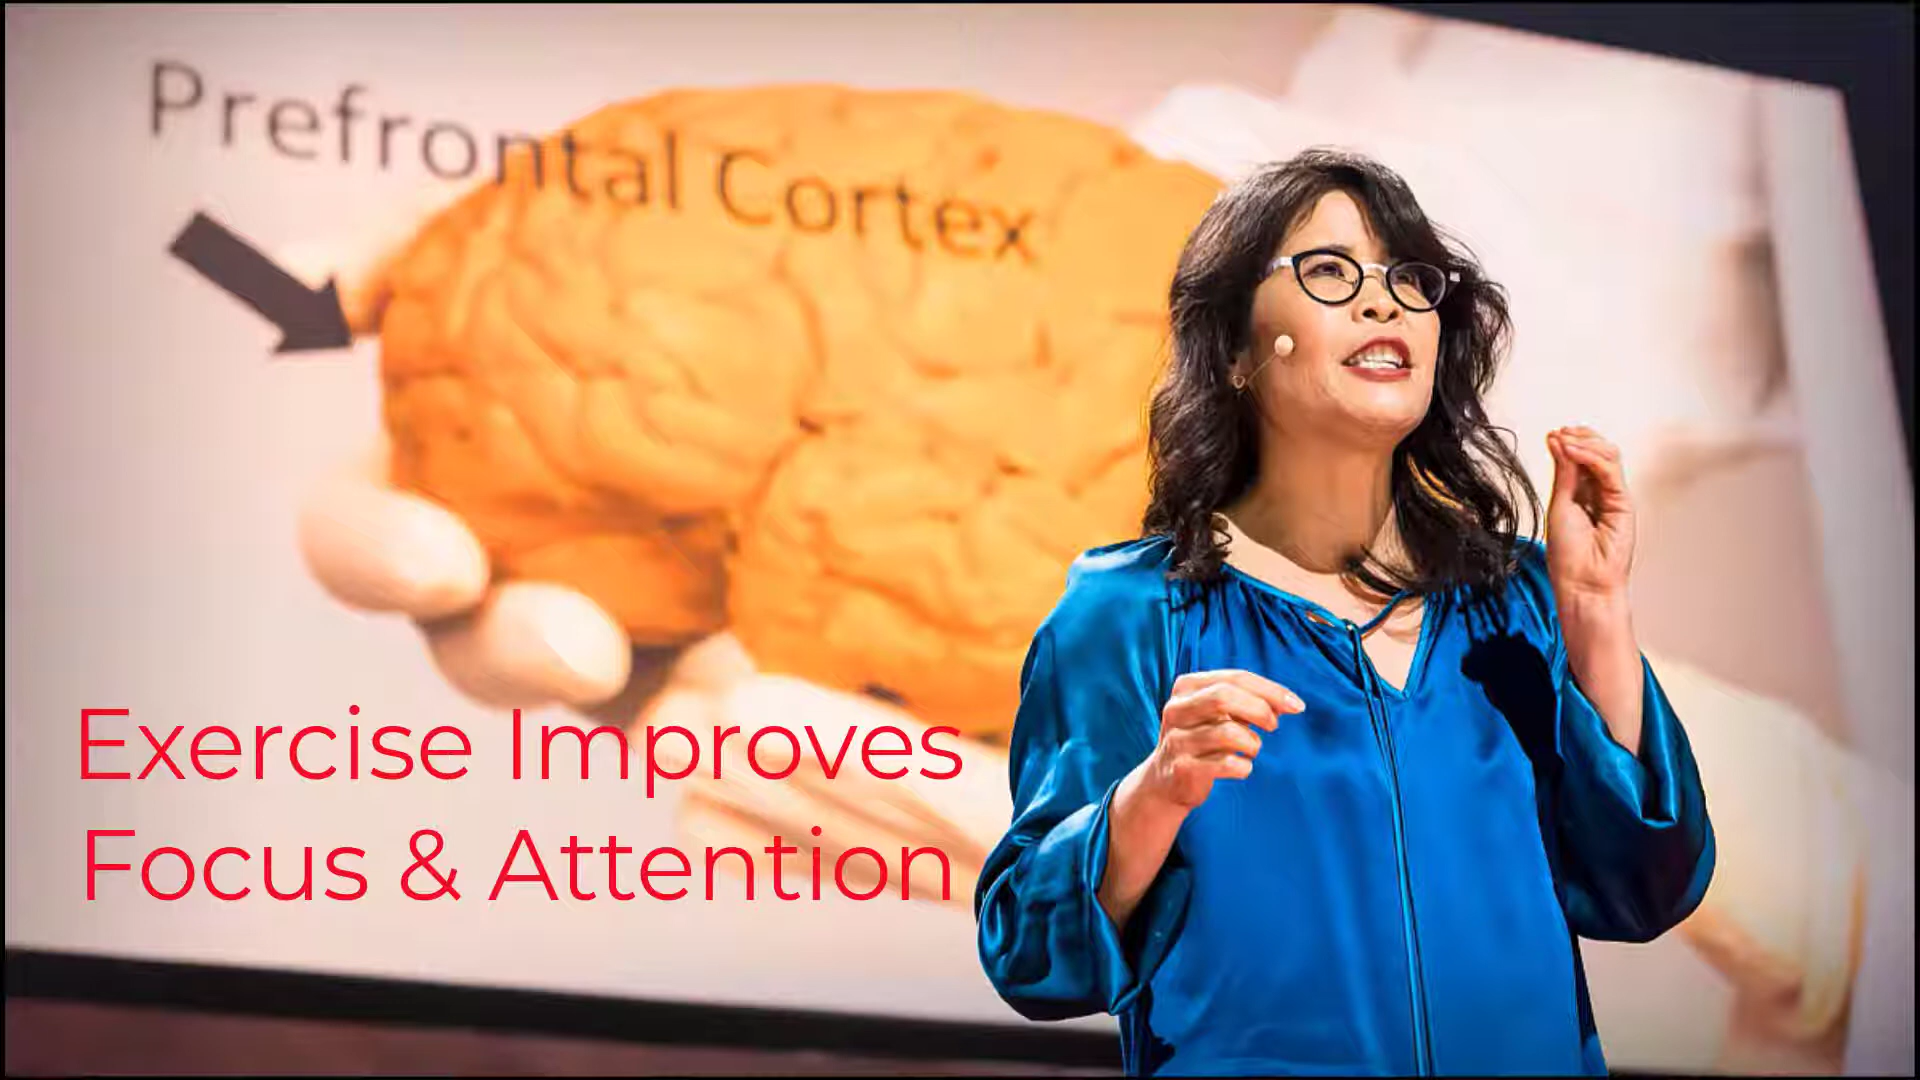 Prefrontal Cortex
Exercise Improves
Focus & Attention